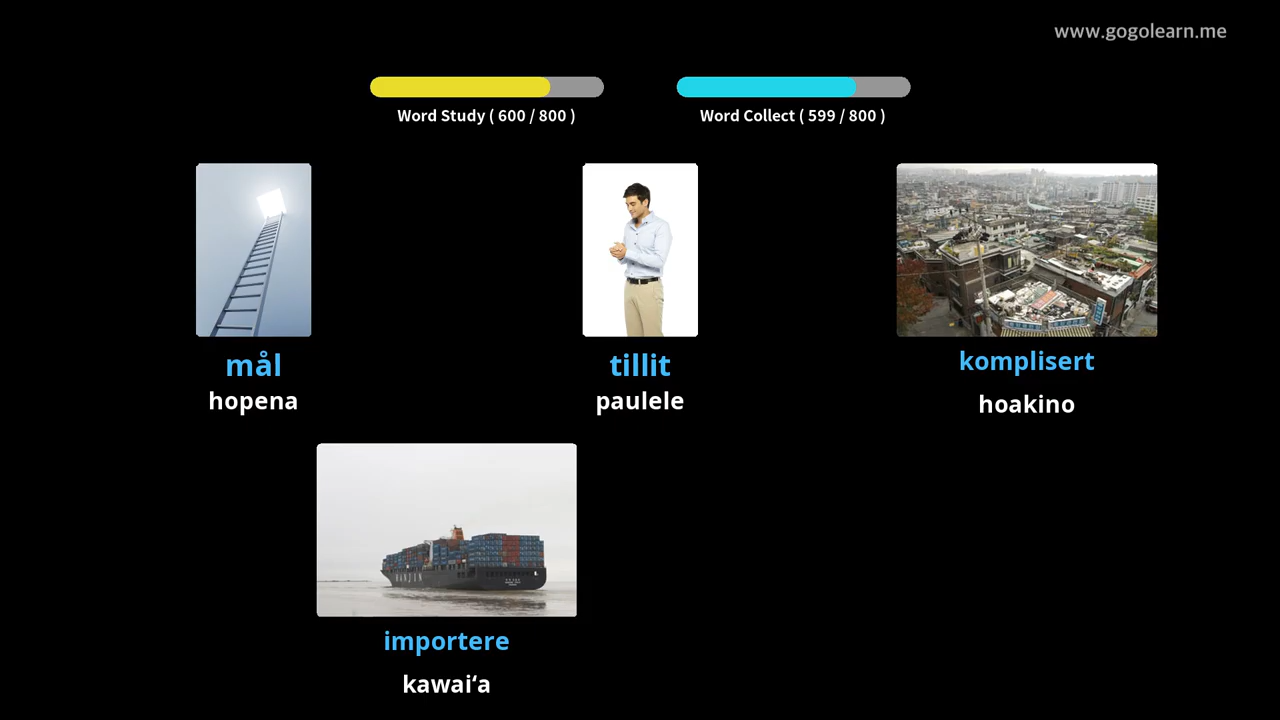 www.gogolearn.me
Word Study ( 600 / 800 )
Word Collect ( 599 / 800 )
mål
hopena
tillit
paulele
komplisert
hoakino
HANJIN
importere
kawaiʻa